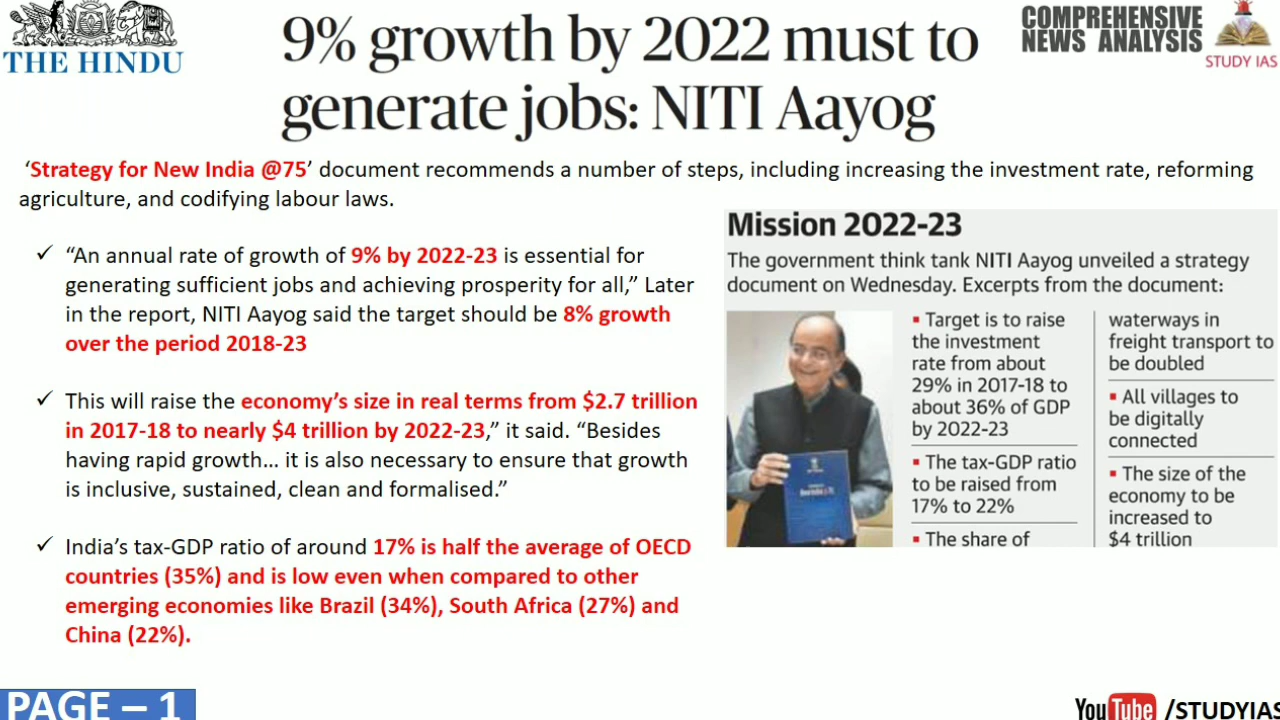 THE HINDU
9% growth by 2022 must to
generate jobs: NITI Aayog
COMPREHENSIVE
NEWS ANALYSIS
STUDY IAS
‘Strategy for New India @75’ document recommends a number of steps, including increasing the investment rate, reforming
agriculture, and codifying labour laws.
✓ “An annual rate of growth of 9% by 2022-23 is essential for
generating sufficient jobs and achieving prosperity for all,” Later
in the report, NITI Aayog said the target should be 8% growth
over the period 2018-23
✓ This will raise the economy’s size in real terms from $2.7 trillion
in 2017-18 to nearly $4 trillion by 2022-23,” it said. “Besides
having rapid growth… it is also necessary to ensure that growth
is inclusive, sustained, clean and formalised.”
✓ India’s tax-GDP ratio of around 17% is half the average of OECD
countries (35%) and is low even when compared to other
emerging economies like Brazil (34%), South Africa (27%) and
China (22%).
Mission 2022-23
The government think tank NITI Aayog unveiled a strategy
document on Wednesday. Excerpts from the document:
▪ Target is to raise
the investment
rate from about
29% in 2017-18 to
about 36% of GDP
by 2022-23
▪ The tax-GDP ratio
to be raised from
17% to 22%
▪ The share of
waterways in
freight transport to
be doubled
▪ All villages to
be digitally
connected
▪ The size of the
economy to be
increased to
$4 trillion
PAGE – 1
YouTube /STUDYIAS